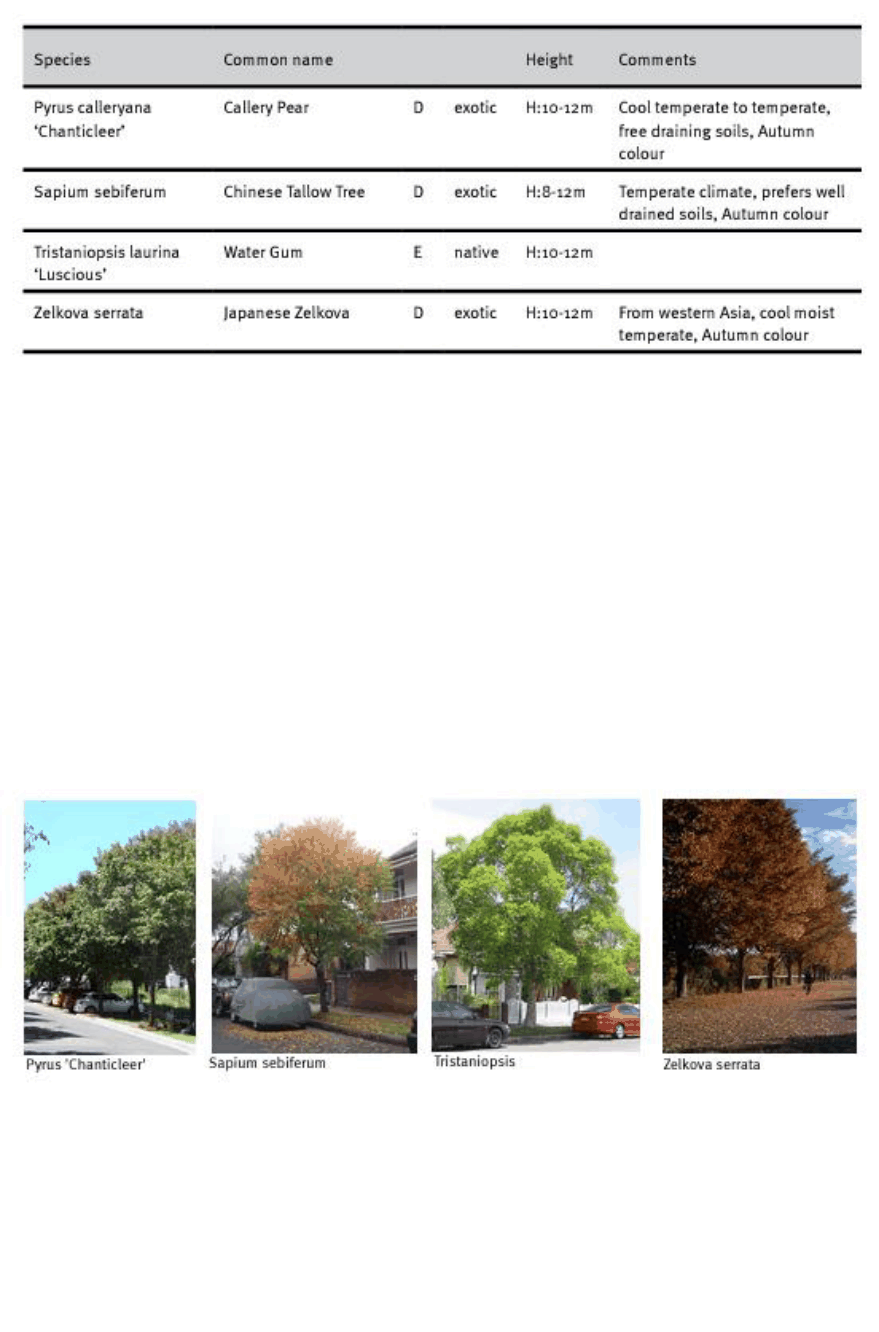 Species Common name Height Comments
Pyrus calleryana Callery Pear D exotic H:10-12m Cool temperate to temperate,
‘Chanticleer’ free draining soils, Autumn
colour
Sapium sebiferum Chinese Tallow Tree D exotic H:8-12m Temperate climate, prefers well
drained soils, Autumn colour
Tristaniopsis laurina Water Gum E native H:10-12m
‘Luscious’
Zelkova serrata Japanese Zelkova D exotic H:10-12m From western Asia, cool moist
temperate, Autumn colour
Pyrus 'Chanticleer' Sapium sebiferum Tristaniopsis Zelkova serrata